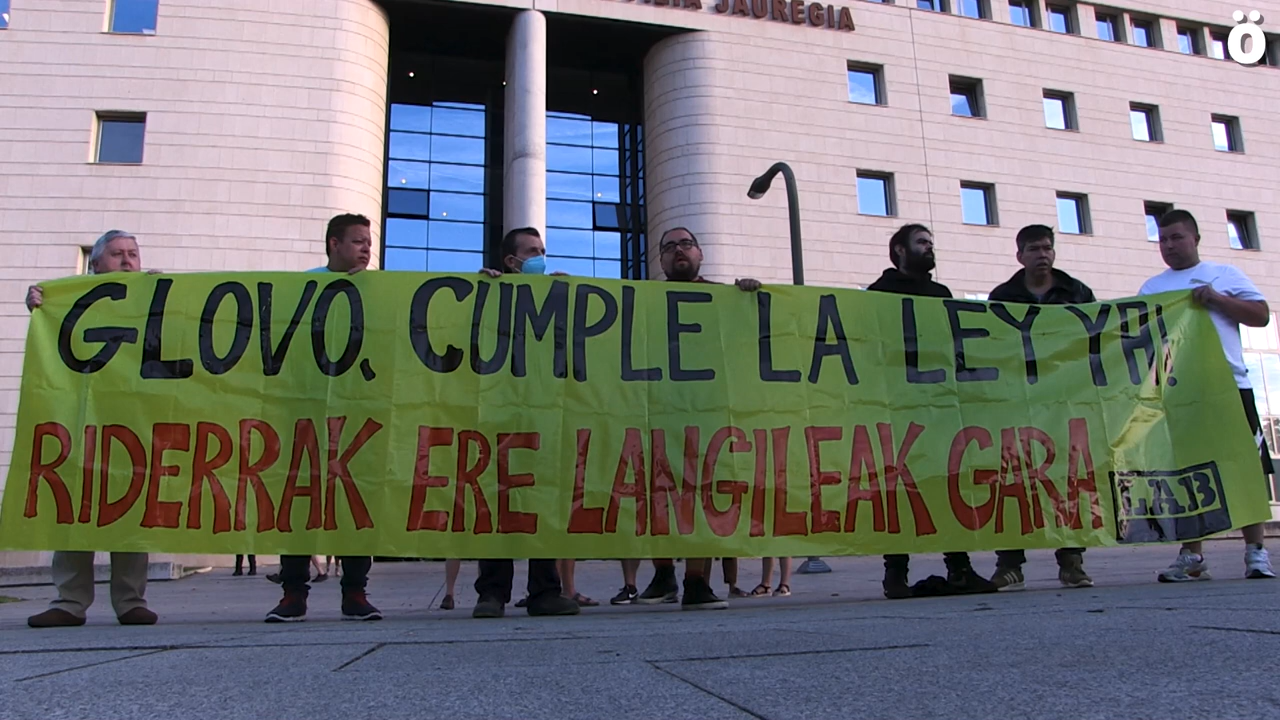 JAUREGIA
ö
GLOVO, CUMPLE LA LEY YA!
RIDERRAK ERE LANGILEAK GARA
LAB